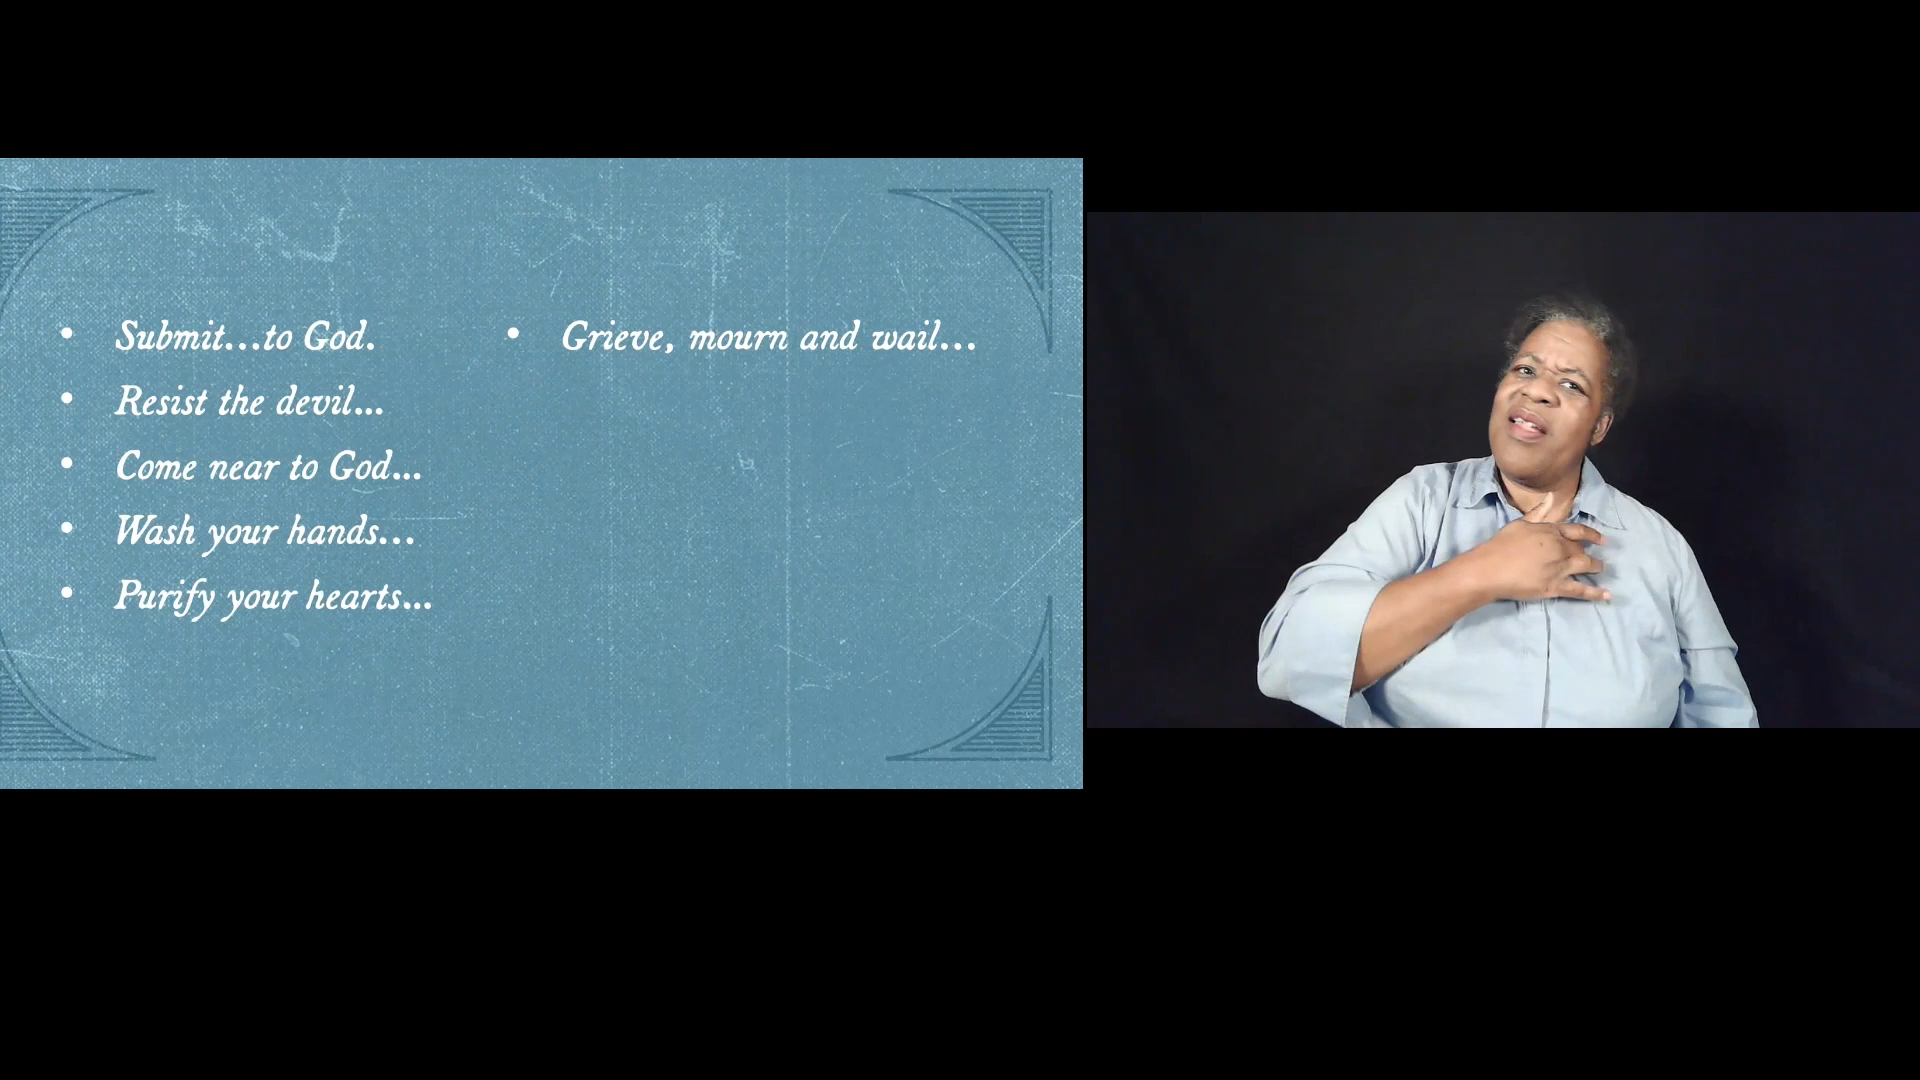 • Submit...to God.
• Resist the devil...
• Come near to God...
• Wash your hands...
• Purify your hearts...
• Grieve, mourn and wail...